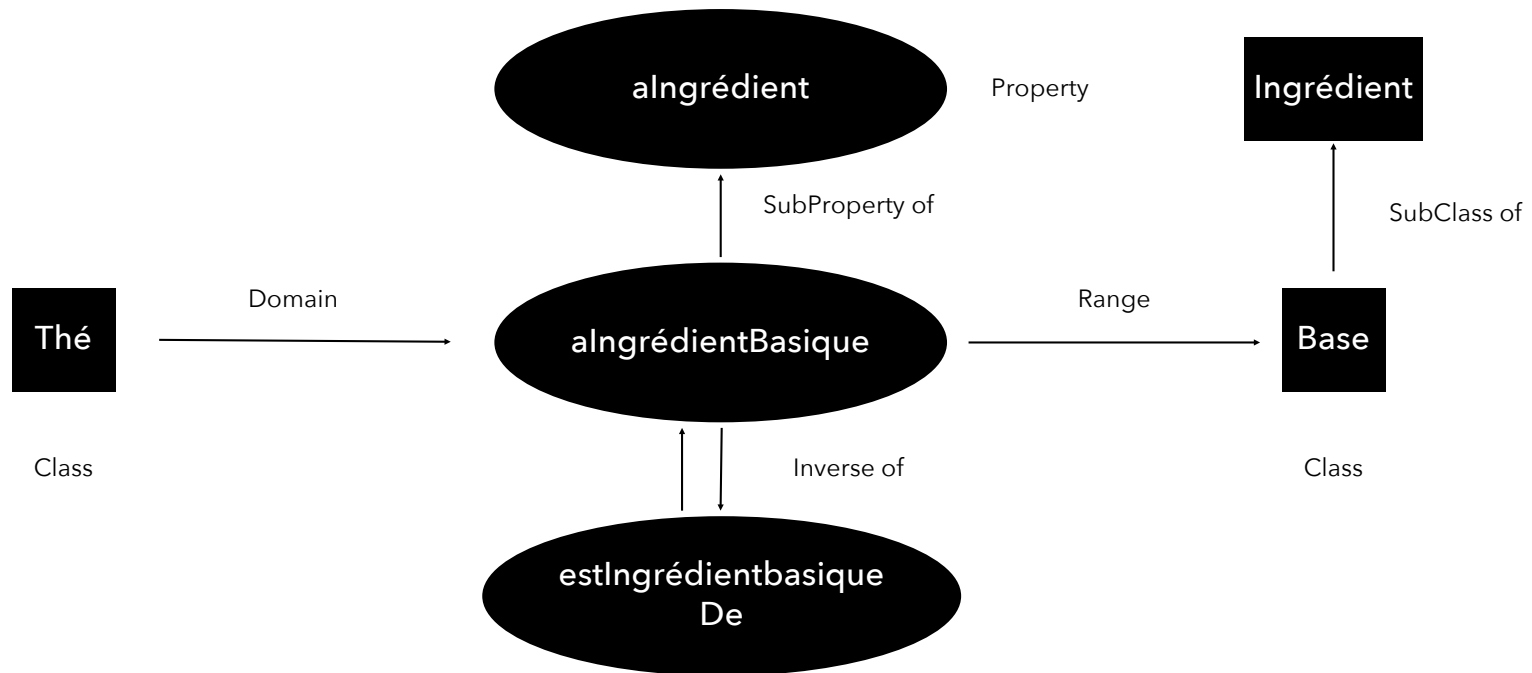 aIngrédient
Property
Ingrédient
SubProperty of
SubClass of
Thé
Domain
aIngrédientBasique
Range
Base
Class
Inverse of
Class
estIngrédientbasique
De